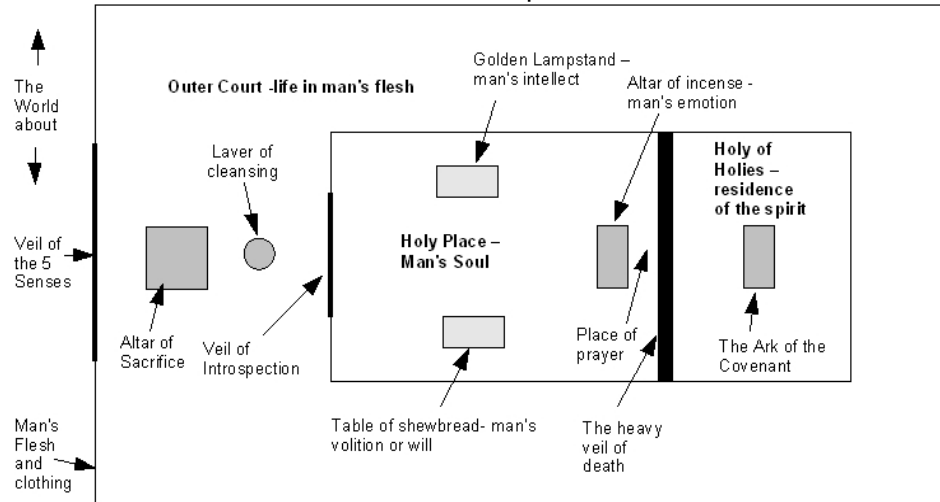 The
World
about
Outer Court -life in man's flesh
Golden Lampstand –
man's intellect
Altar of incense -
man's emotion
Laver of
cleansing
Holy of
Holies –
residence
of the spirit
Veil of
the 5
Senses
Holy Place –
Man's Soul
Altar of
Sacrifice
Veil of
Introspection
Place of
prayer
The Ark of the
Covenant
Table of shewbread- man's
volition or will
The heavy
veil of
death
Man's
Flesh
and
clothing